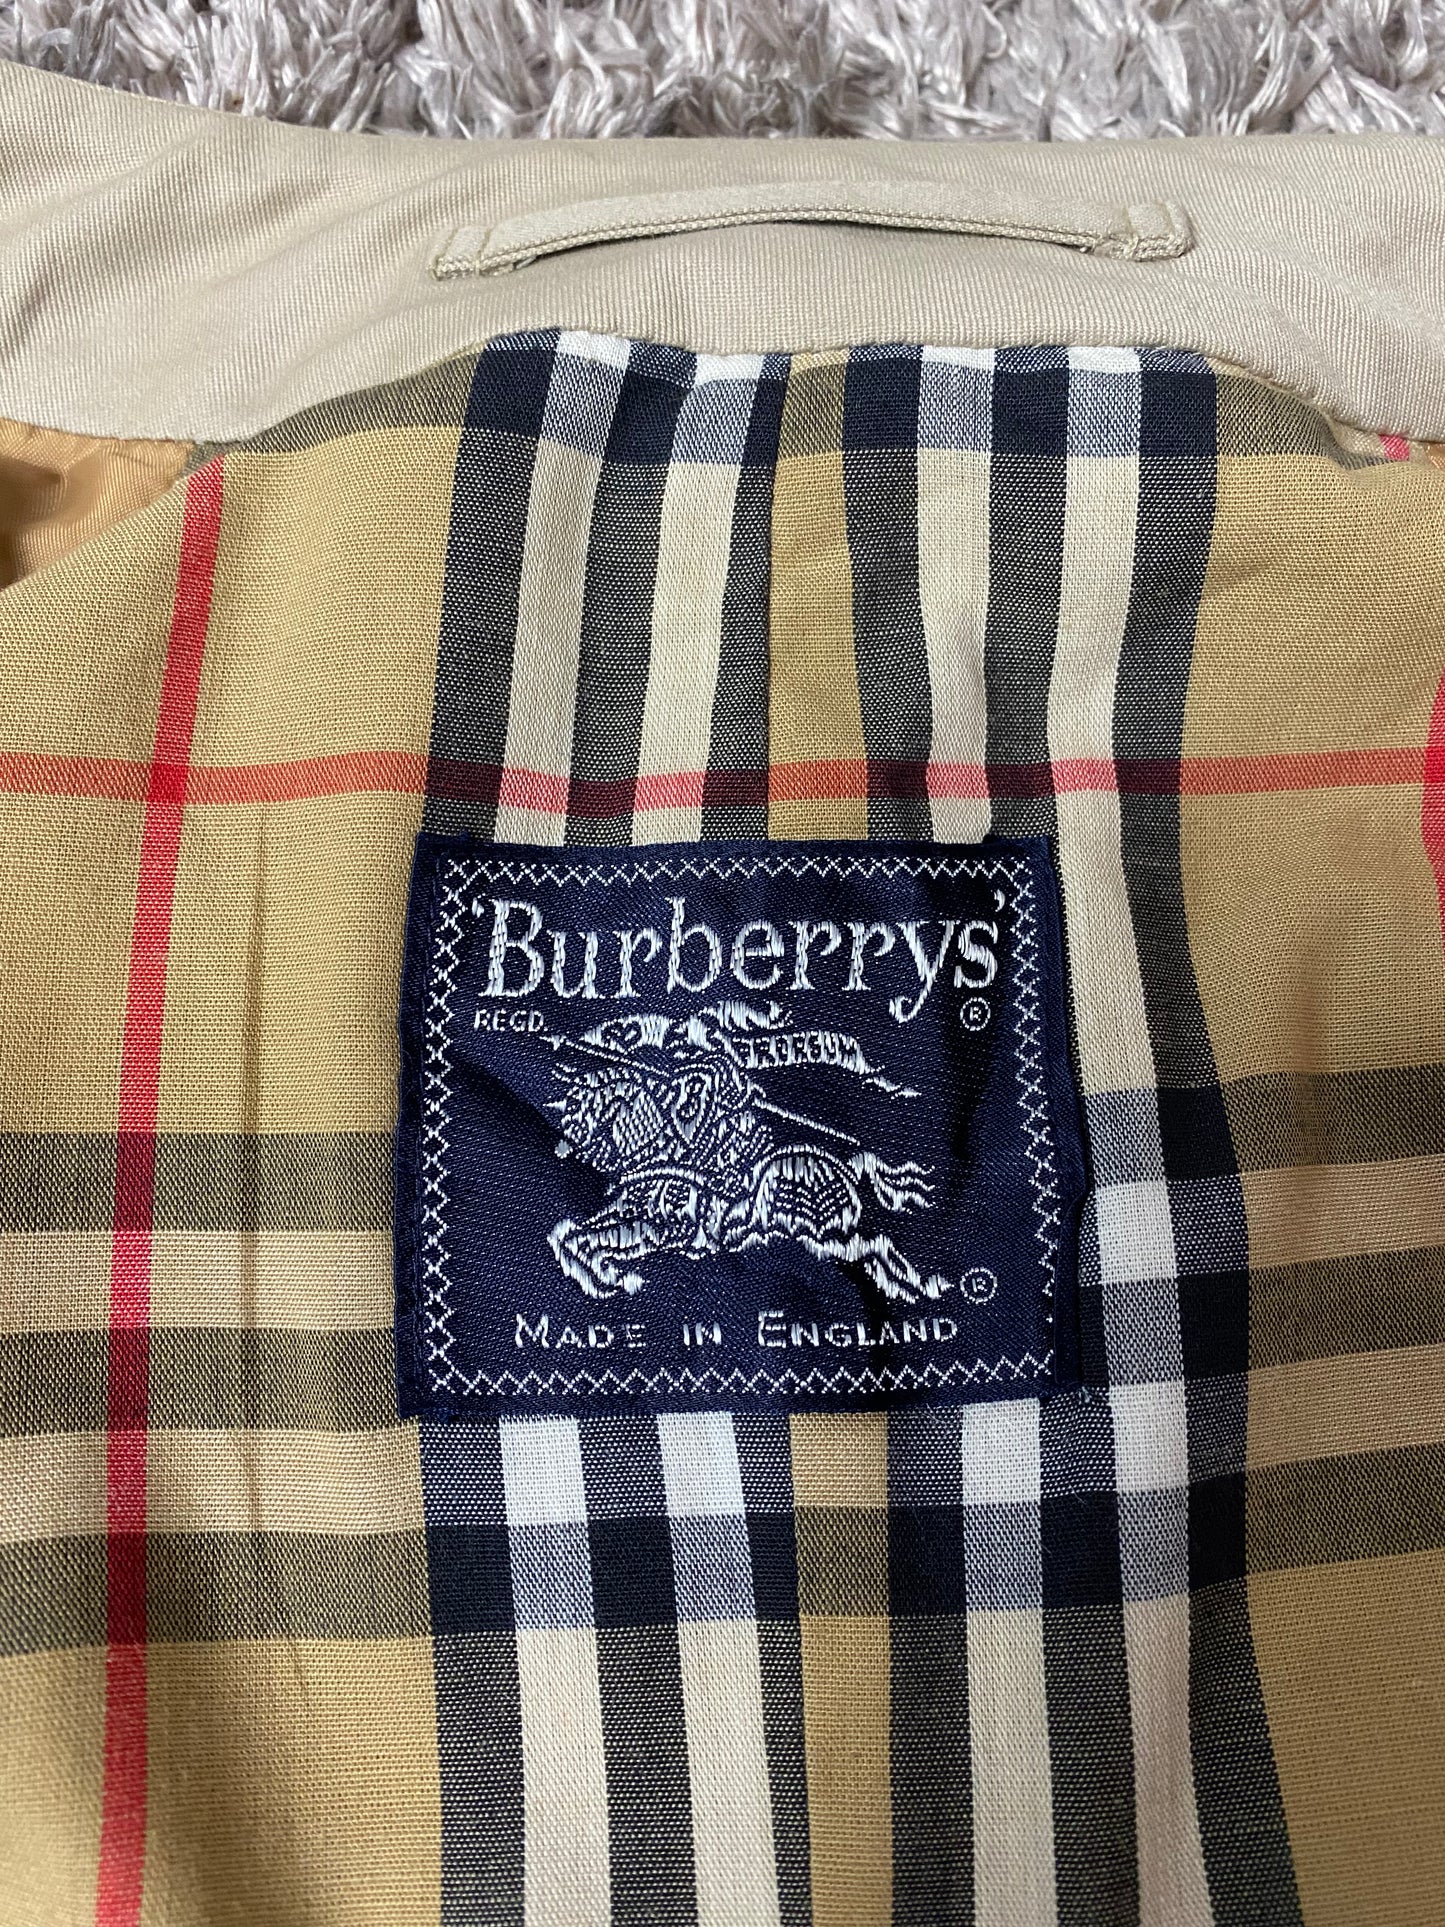 'Burberrys'
REGD.
®
PRORSUM
®
MADE IN ENGLAND